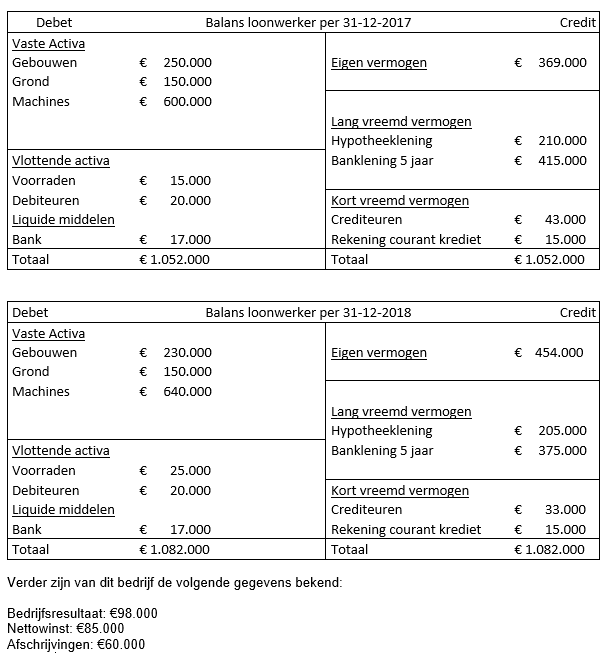 Debet Balans loonwerker per 31-12-2017 Credit
Vaste Activa
Gebouwen € 250.000 Eigen vermogen € 369.000
Grond € 150.000
Machines € 600.000
Lang vreemd vermogen
Hypotheeklening € 210.000
Vlottende activa Banklening 5 jaar € 415.000
Voorraden € 15.000
Debiteuren € 20.000 Kort vreemd vermogen
Liquide middelen Crediteuren € 43.000
Bank € 17.000 Rekening courant krediet € 15.000
Totaal € 1.052.000 Totaal € 1.052.000
Debet Balans loonwerker per 31-12-2018 Credit
Vaste Activa
Gebouwen € 230.000 Eigen vermogen € 454.000
Grond € 150.000
Machines € 640.000
Lang vreemd vermogen
Hypotheeklening € 205.000
Vlottende activa Banklening 5 jaar € 375.000
Voorraden € 25.000
Debiteuren € 20.000 Kort vreemd vermogen
Liquide middelen Crediteuren € 33.000
Bank € 17.000 Rekening courant krediet € 15.000
Totaal € 1.082.000 Totaal € 1.082.000
Verder zijn van dit bedrijf de volgende gegevens bekend:
Bedrijfsresultaat: €98.000
Nettowinst: €85.000
Afschrijvingen: €60.000